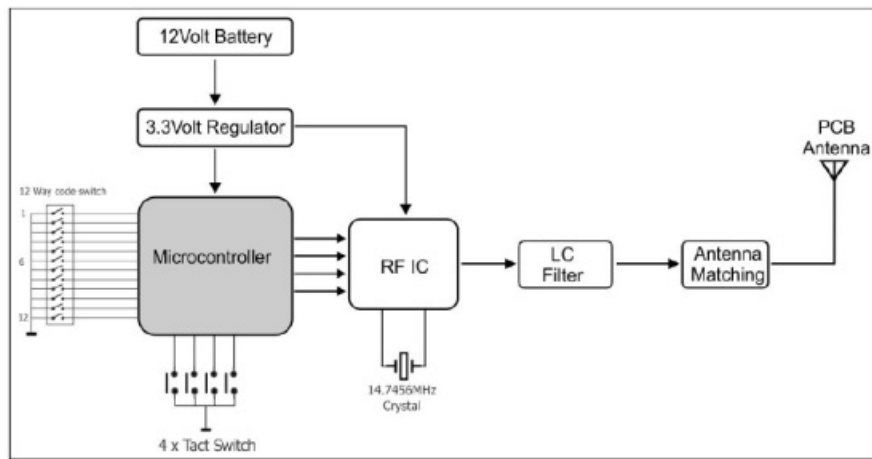 12Volt Battery
3.3Volt Regulator
PCB
Antenna
12 Way code switch
1
6
12
Microcontroller
RF IC
LC
Filter
Antenna
Matching
14.7456MHz
Crystal
4 x Tact Switch